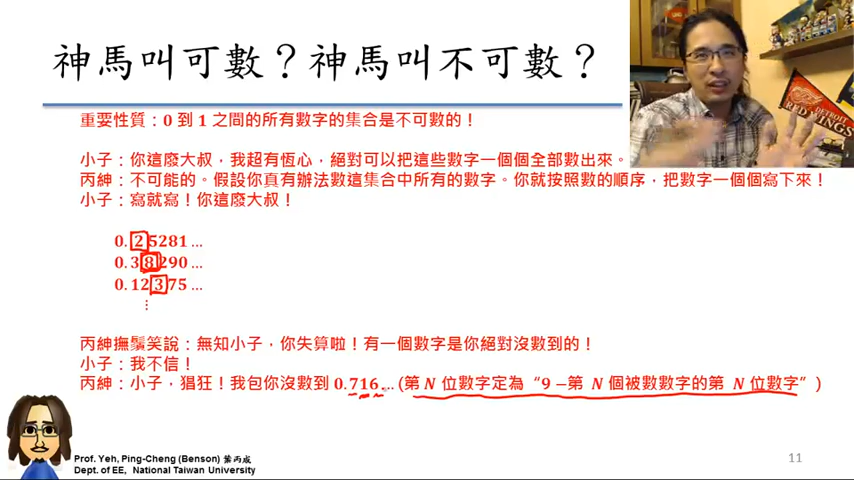 神馬叫可數？神馬叫不可數？
重要性質：0 到 1 之間的所有數字的集合是不可數的！
小子：你這廢大叔，我超有恆心，絕對可以把這些數字一個個全部數出來。
丙紳：不可能的。假設你真有辦法數這集合中所有的數字。你就按照數的順序，把數字一個個寫下來！
小子：寫就寫！你這廢大叔！
0.25281...
0.38290...
0.12375...
⋮
丙紳撫鬚笑說：無知小子，你失算啦！有一個數字是你絕對沒數到的！
小子：我不信！
丙紳：小子，猖狂！我包你沒數到 0.716... (第 N 位數字定為 “9 –第 N 個被數數字的第 N 位數字”)
DETROIT
RED WINGS
Prof. Yeh, Ping-Cheng (Benson) 葉丙成
Dept. of EE, National Taiwan University
11